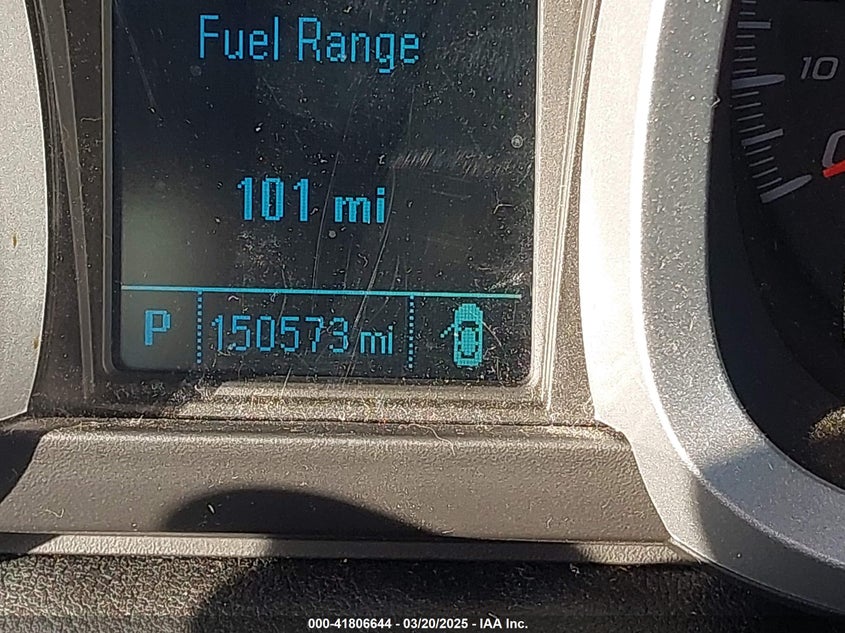 Fuel Range
10
101 mi
P 150573 mi
000-41806644 - 03/20/2025 - IAA Inc.